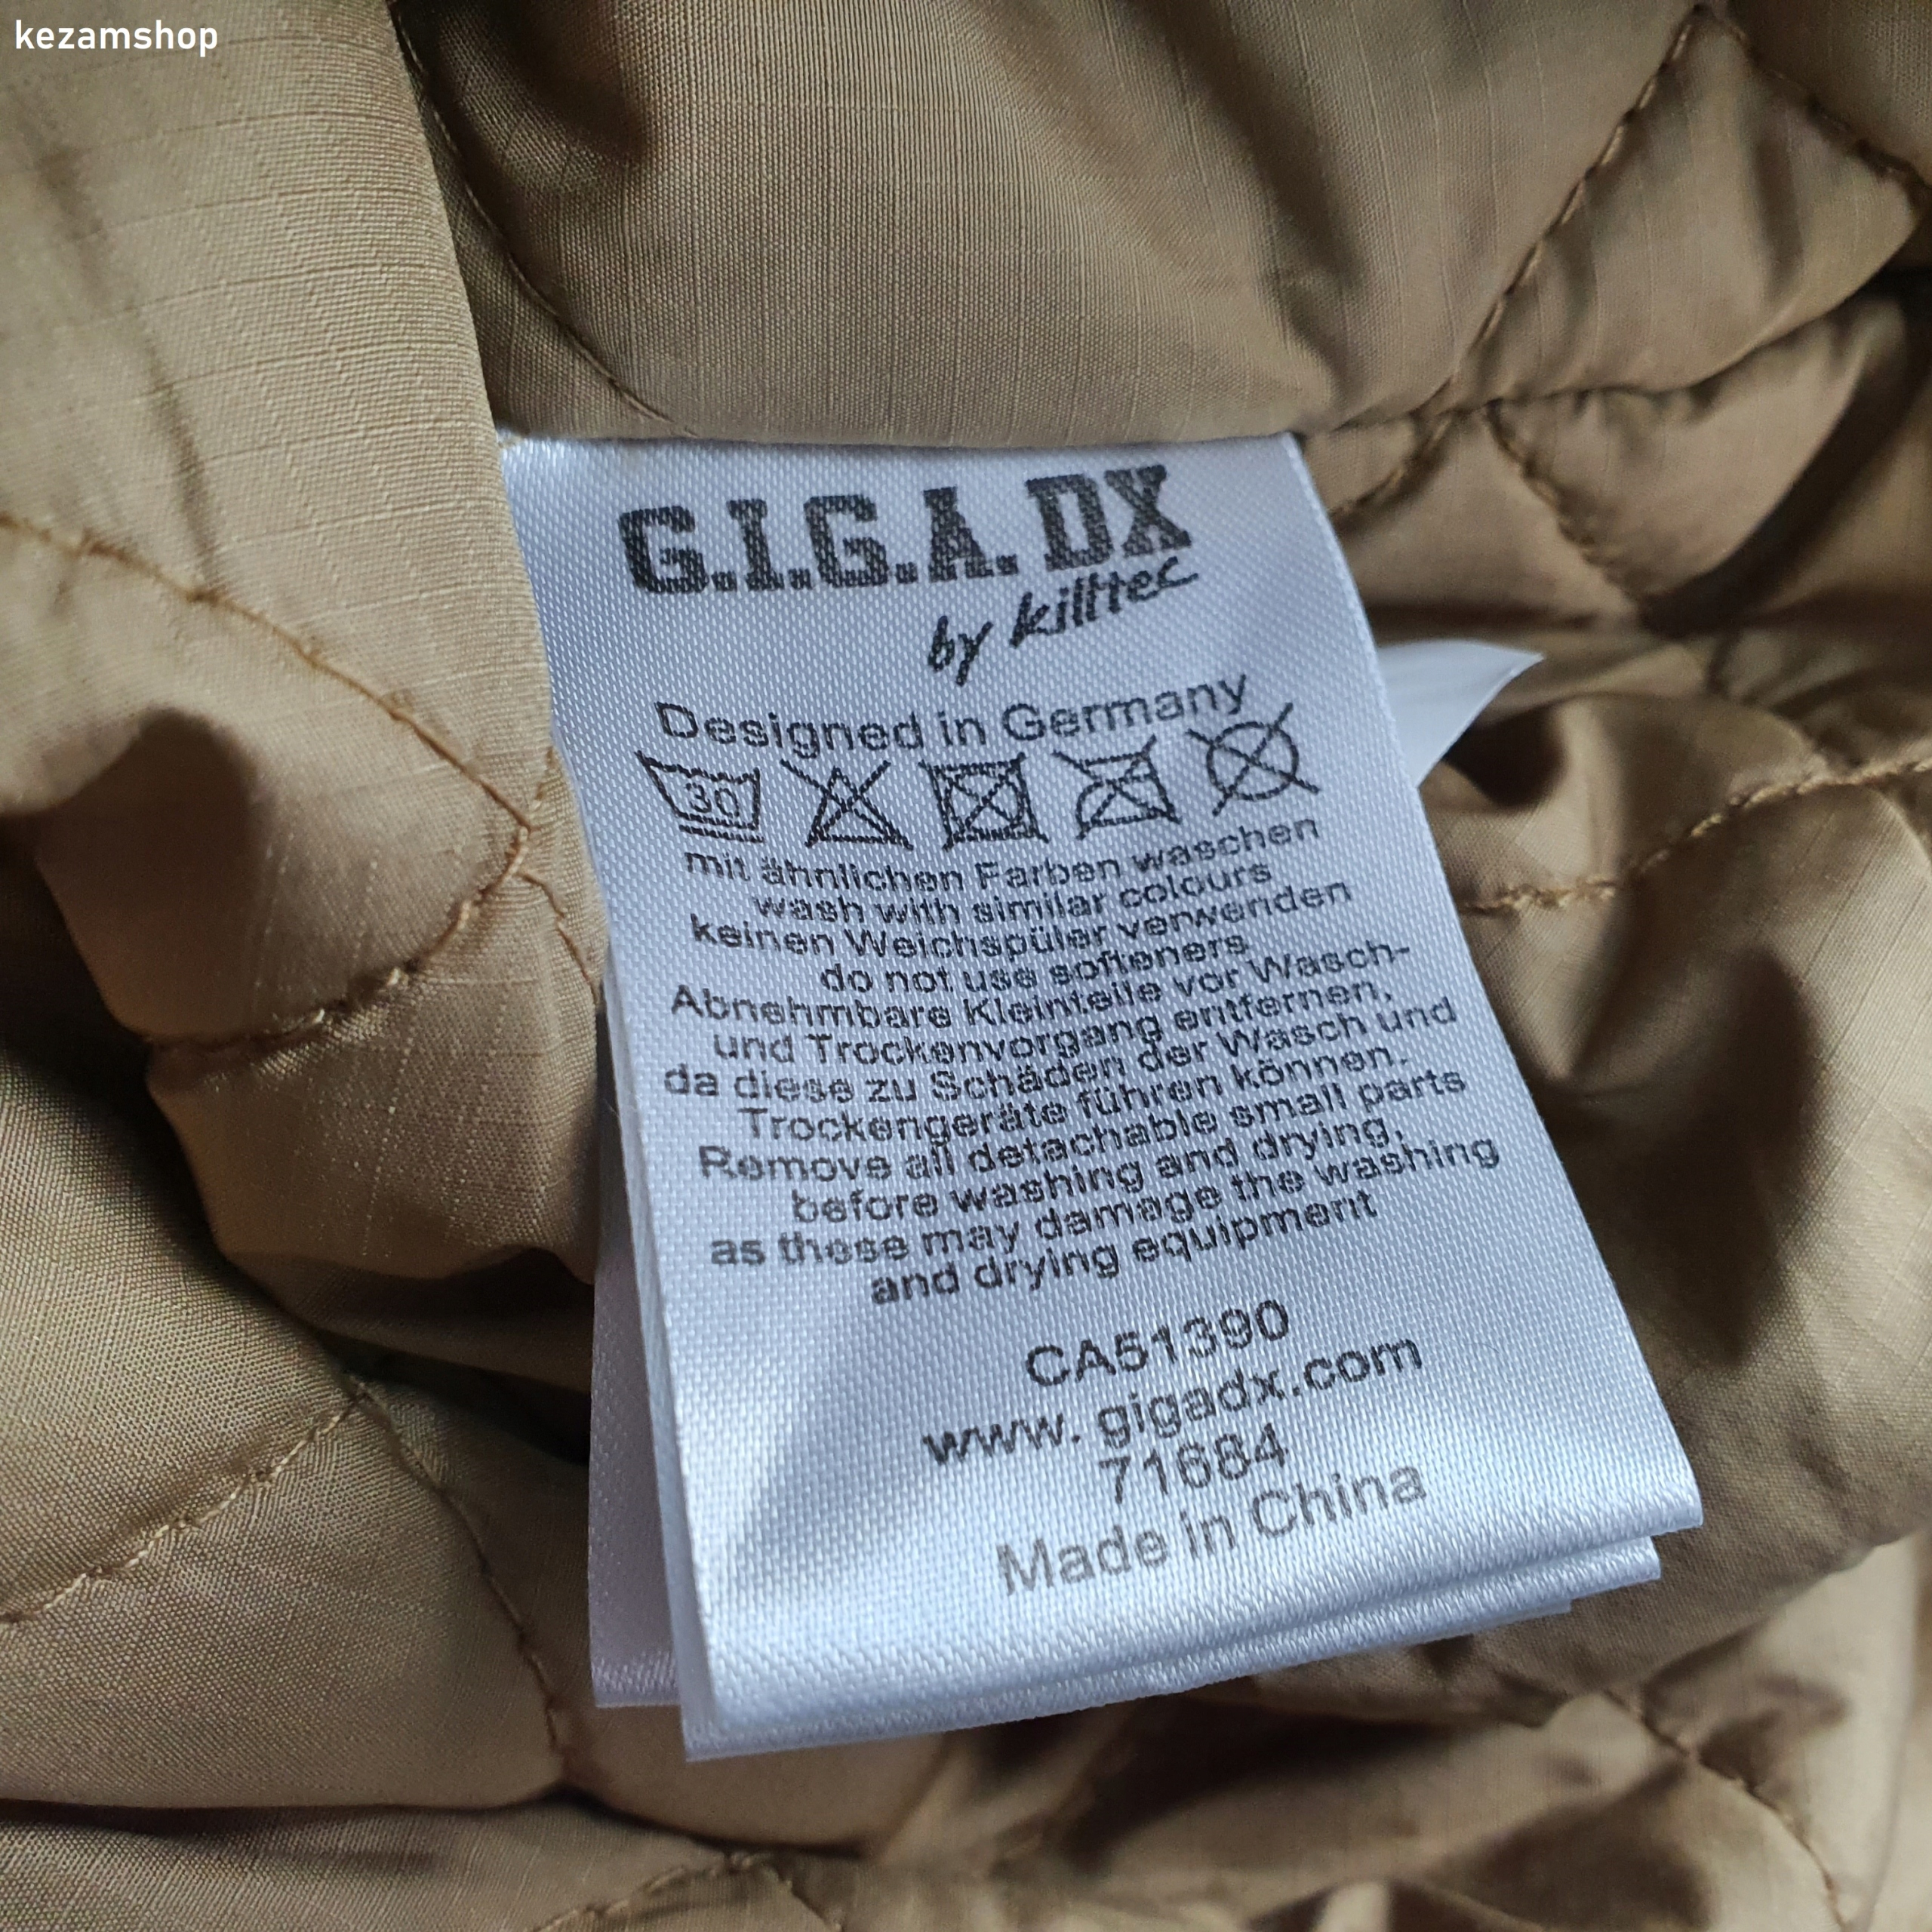 kezamshop
G.I.G.A. DX
by killtec
Designed in Germany
30
mit ähnlichen Farben waschen
wash with similar colours
keinen Weichspüler verwenden
do not use softeners
Abnehmbare Kleinteile vor Wasch-
und Trockenvorgang entfernen,
da diese zu Schäden der Wasch und
Trockengeräte führen können.
Remove all detachable small parts
before washing and drying,
as these may damage the washing
and drying equipment
CA51390
www. gigadx.com
71684
Made in China